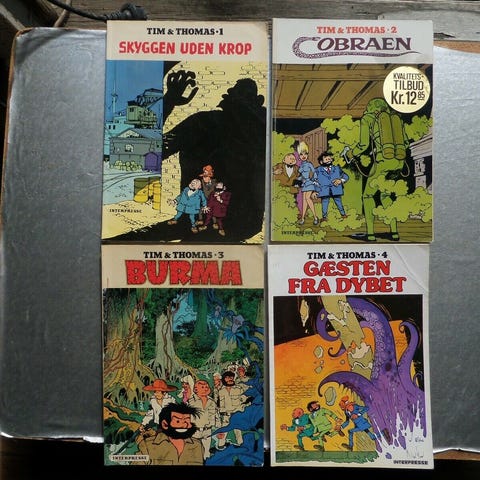 TIM & THOMAS • 1
SKYGGEN UDEN KROP
INTERPRESSE
TIM & THOMAS • 2
COBRAEN
KVALITETS-
TILBUD
Kr. 12 85
INTERPRESSE
TIM & THOMAS • 3
BURMA
INTERPRESSE
TIM & THOMAS • 4
GÆSTEN
FRA DYBET
INTERPRESSE